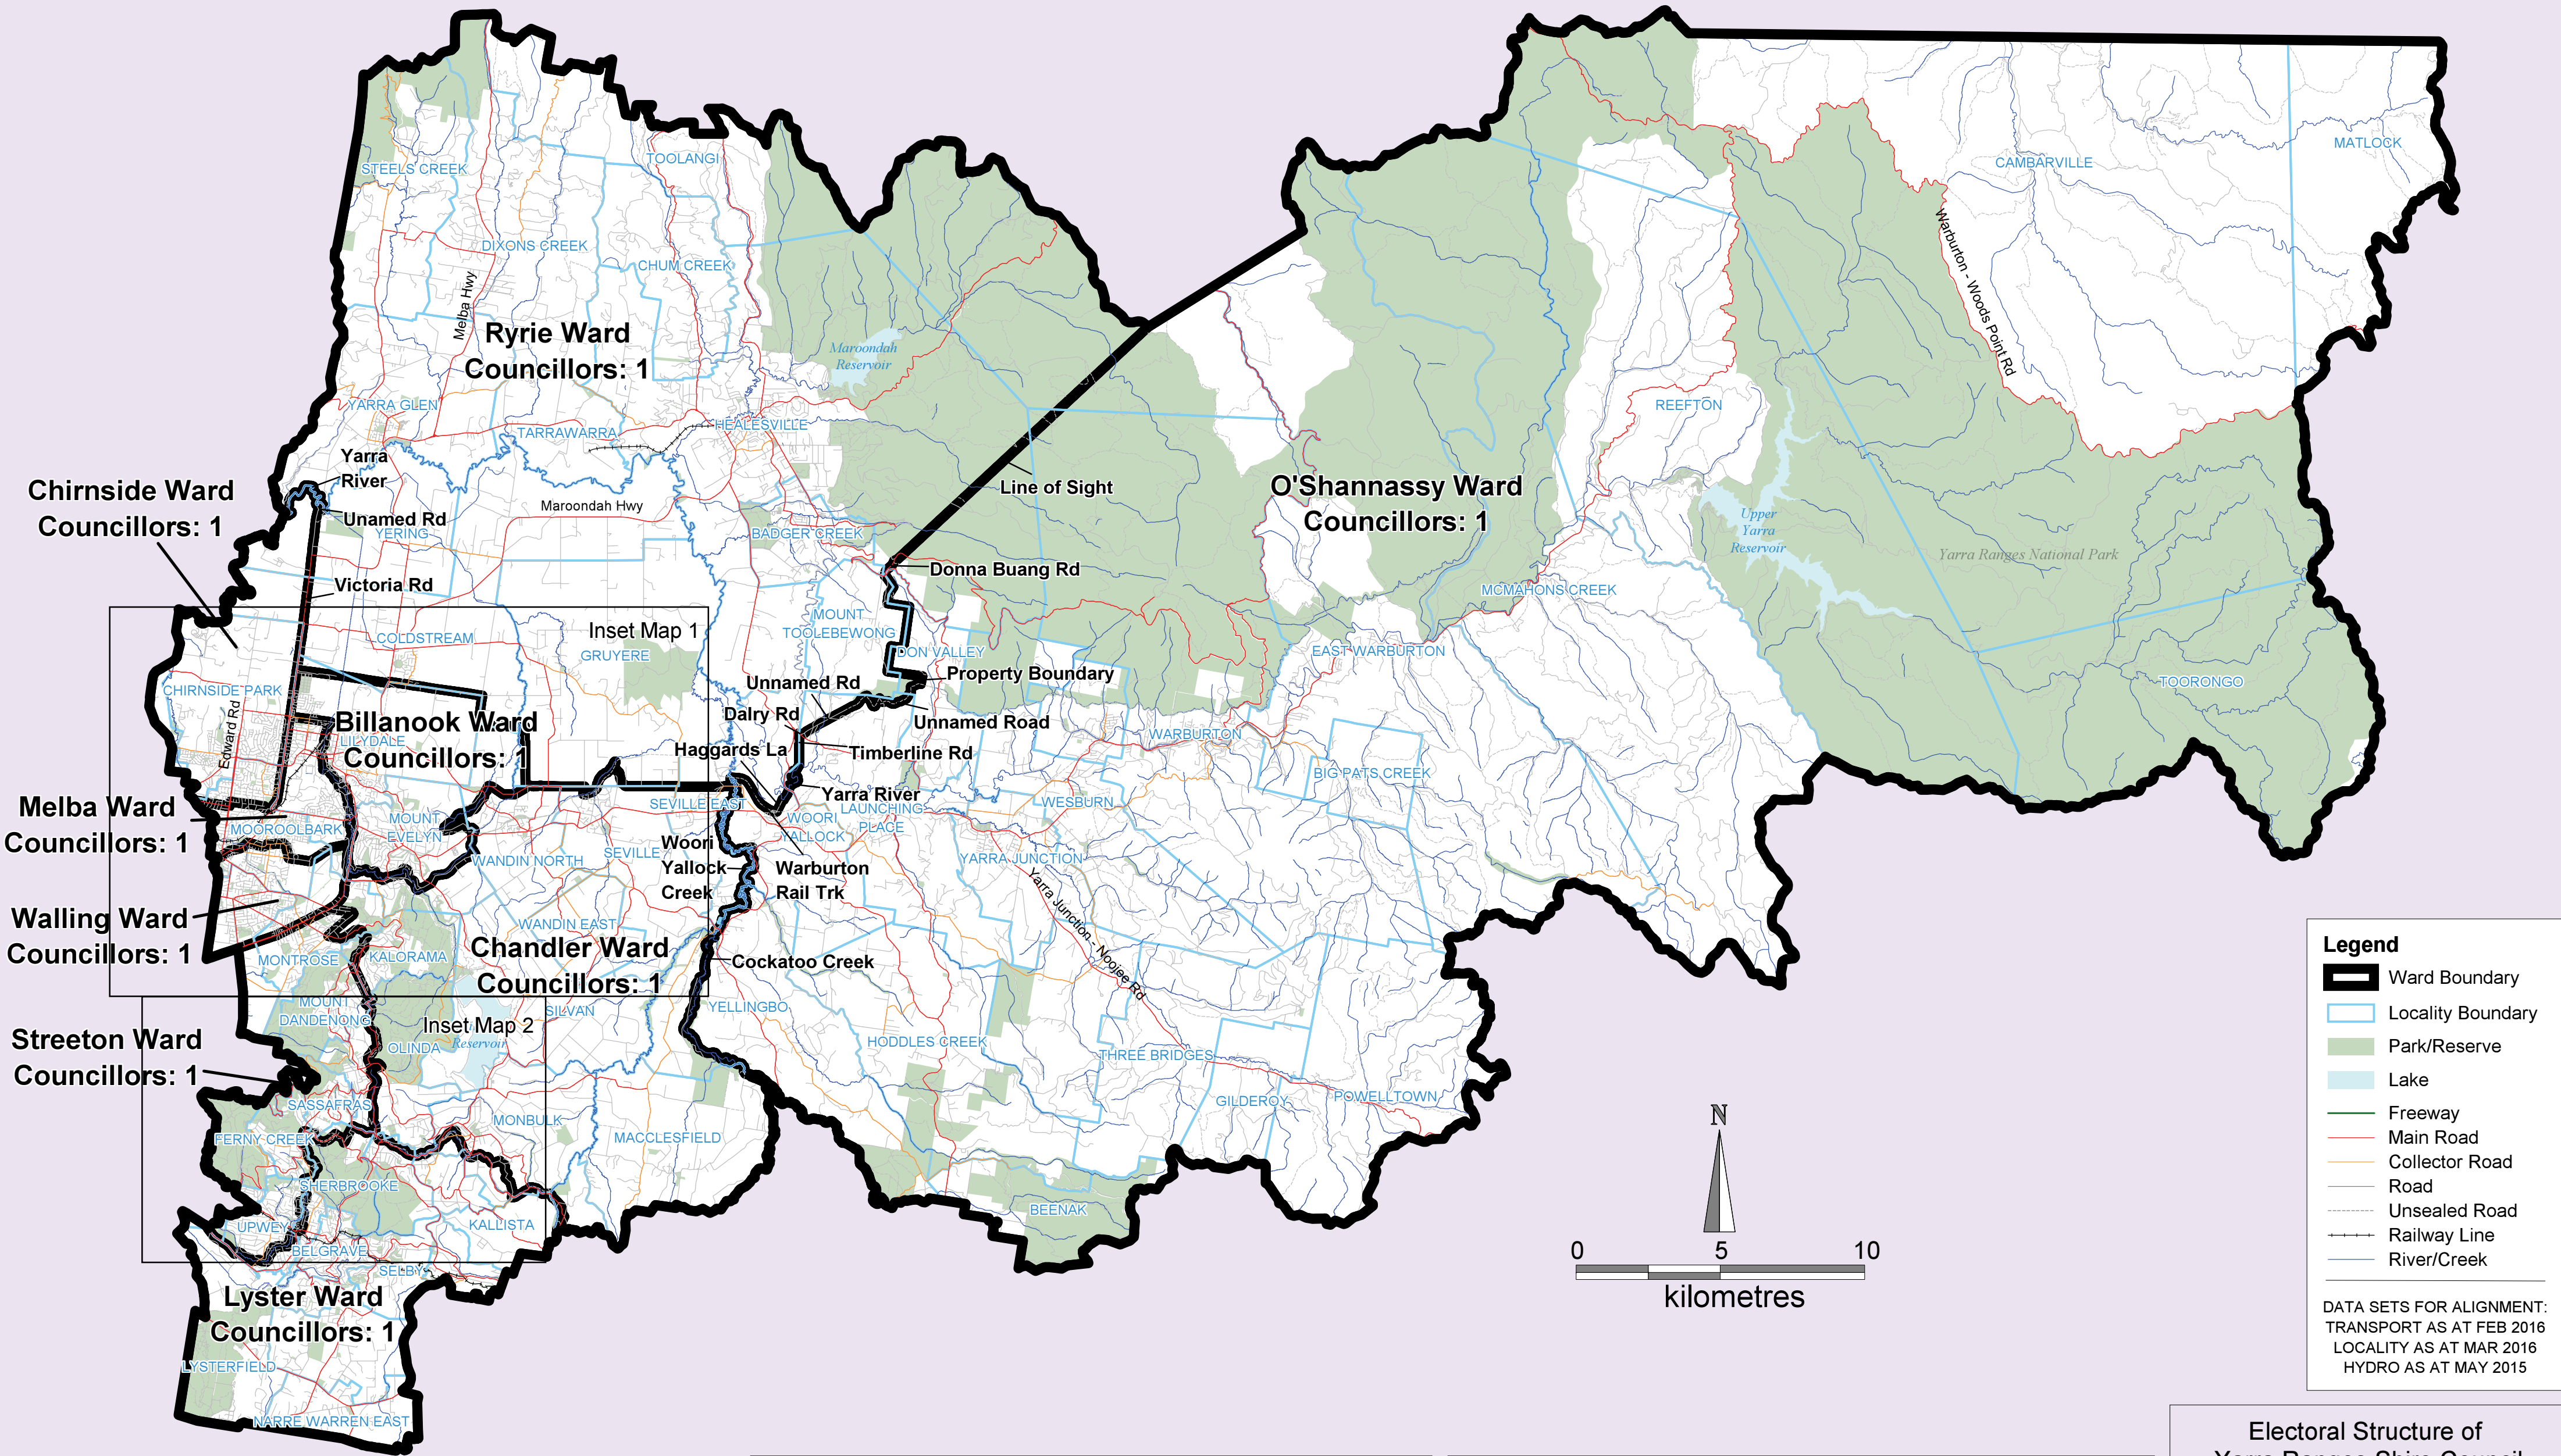 STEELS CREEK
TOOLANGI
DIXONS CREEK
CHUM CREEK
Melba Hwy
Ryrie Ward
Councillors: 1
Maroondah
Reservoir
YARRA GLEN
TARRAWARRA
HEALESVILLE
Yarra
River
Unamed Rd
YERING
Maroondah Hwy
BADGER CREEK
Chirnside Ward
Councillors: 1
Victoria Rd
Line of Sight
Donna Buang Rd
O'Shannassy Ward
Councillors: 1
MATLOCK
CAMBARVILLE
Warburton - Woods Point Rd
REEFTON
Upper
Yarra
Reservoir
Yarra Ranges National Park
MCMAHONS CREEK
TOORONGO
EAST WARBURTON
Inset Map 1
COLDSTREAM
GRUYERE
MOUNT
TOOLEBEWONG
DON VALLEY
Property Boundary
Unnamed Rd
Unnamed Road
Dalry Rd
Haggards La
Timberline Rd
Yarra River
CHIRNSIDE PARK
Edward Rd
Billanook Ward
Councillors: 1
LILYDALE
WARBURTON
BIG PATS CREEK
Melba Ward
Councillors: 1
MOOROOLBARK
MOUNT
EVELYN
SEVILLE EAST
WOORI
YALLOCK
LAUNCHING
PLACE
WESBURN
WANDIN NORTH
SEVILLE
Woori
Yallock
Creek
Warburton
Rail Trk
YARRA JUNCTION
Yarra Junction - Noojee Rd
Walling Ward
Councillors: 1
WANDIN EAST
Chandler Ward
Councillors: 1
MONTROSE
KALORAMA
Cockatoo Creek
MOUNT
DANDENONG
Inset Map 2
SILVAN
YELLINGBO
Reservoir
OLINDA
Streeton Ward
Councillors: 1
HODDLES CREEK
THREE BRIDGES
GILDEROY
POWELLTOWN
SASSAFRAS
FERNY CREEK
MONBULK
MACCLESFIELD
SHERBROOKE
UPWEY
KALLISTA
BELGRAVE
SELBY
BEENAK
Lyster Ward
Councillors: 1
LYSTERFIELD
NARRE WARREN EAST
N
0 5 10
kilometres
Legend
Ward Boundary
Locality Boundary
Park/Reserve
Lake
Freeway
Main Road
Collector Road
Road
Unsealed Road
Railway Line
River/Creek
DATA SETS FOR ALIGNMENT:
TRANSPORT AS AT FEB 2016
LOCALITY AS AT MAR 2016
HYDRO AS AT MAY 2015
Electoral Structure of
Yarra Ranges Shire Council